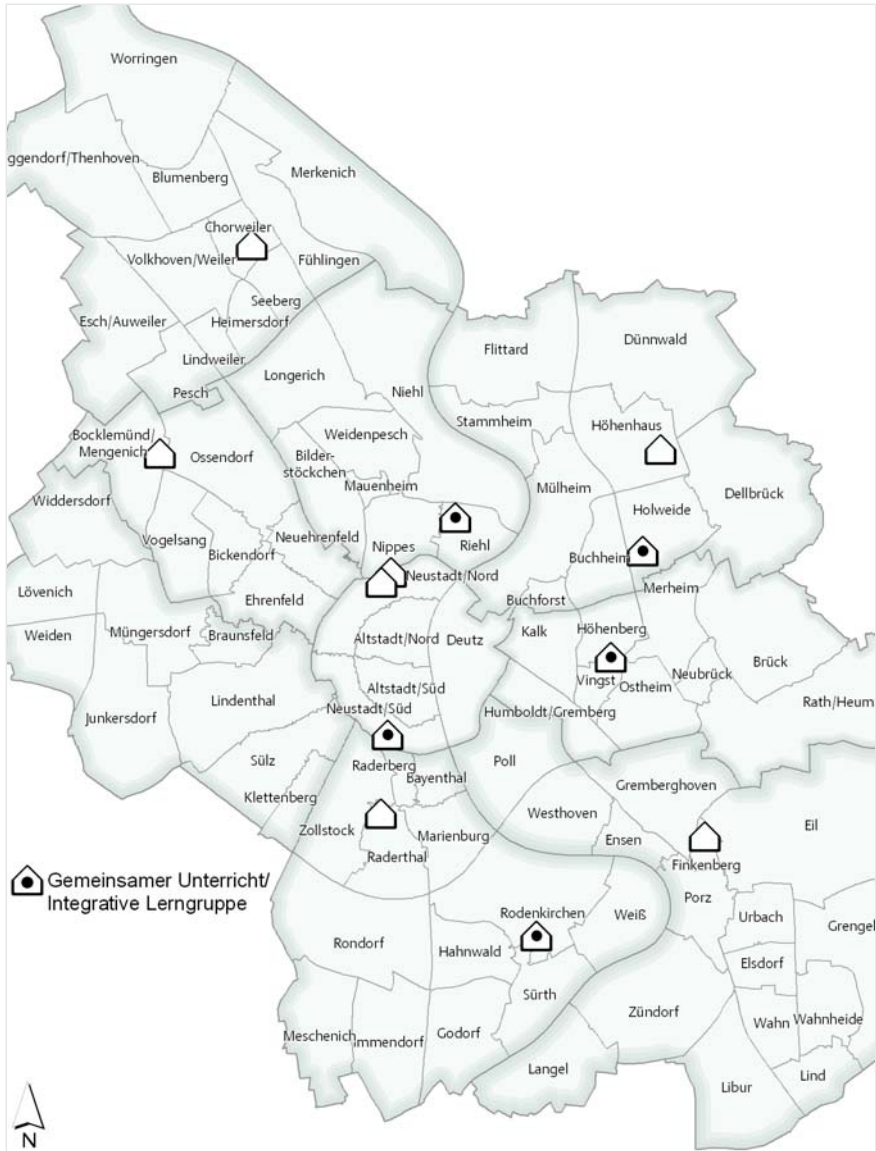 Worringen
ggendorf/Thenhoven
Blumenberg
Merkenich
Chorweiler
Volkhoven/Weiler
Fühlingen
Seeberg
Esch/Auweiler
Heimersdorf
Lindweiler
Pesch
Longerich
Niehl
Flittard
Dünnwald
Stammheim
Höhenhaus
Bocklemünd/
Mengenich
Ossendorf
Weidenpesch
Bilder-
stöckchen
Mauenheim
Mülheim
Dellbrück
Widdersdorf
Holweide
Vogelsang
Bickendorf
Neuehrenfeld
Nippes
Riehl
Buchheim
Neustadt/Nord
Merheim
Lövenich
Ehrenfeld
Buchforst
Weiden
Müngersdorf
Braunsfeld
Altstadt/Nord
Deutz
Kalk
Höhenberg
Brück
Vingst
Ostheim
Neubrück
Lindenthal
Altstadt/Süd
Rath/Heum
Junkersdorf
Neustadt/Süd
Humboldt/Gremberg
Sülz
Raderberg
Bayenthal
Poll
Gremberghoven
Klettenberg
Zollstock
Marienburg
Westhoven
Ensen
Eil
Raderthal
Finkenberg
Gemeinsamer Unterricht/
Integrative Lerngruppe
Porz
Rodenkirchen
Weiß
Urbach
Grengel
Rondorf
Hahnwald
Elsdorf
Sürth
Zündorf
Wahn
Wahnheide
Meschenich
Immendorf
Godorf
Langel
Libur
Lind
N